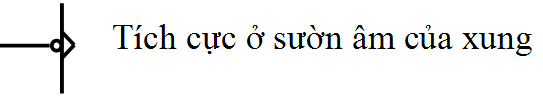 Tích cực ở sườn âm của xung